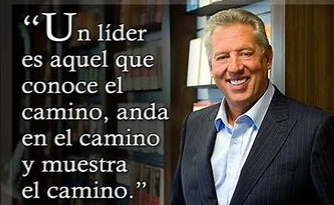 “Un líder
es aquel que
conoce el
camino, anda
en el camino
y muestra
el camino.”